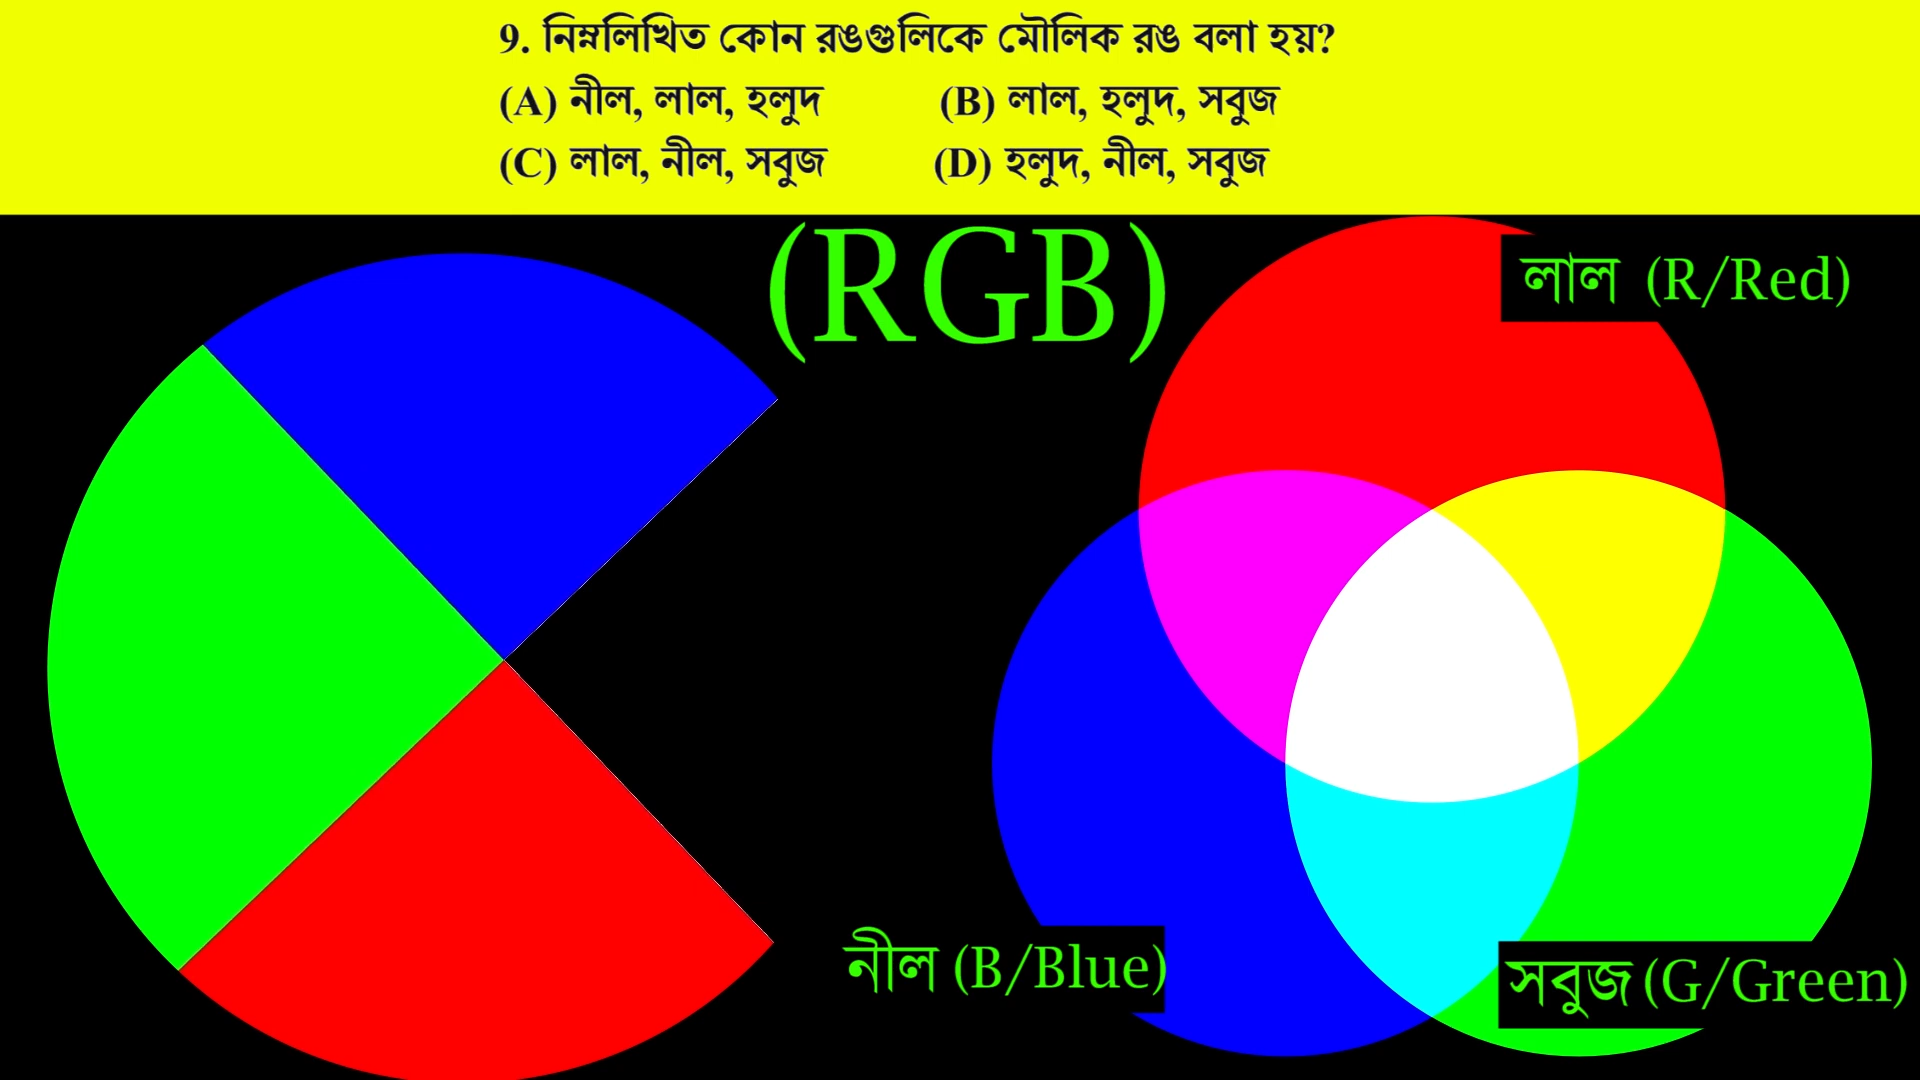 9. নিম্নলিখিত কোন রঙগুলিকে মৌলিক রঙ বলা হয়?
(A) নীল, লাল, হলুদ (B) লাল, হলুদ, সবুজ
(C) লাল, নীল, সবুজ (D) হলুদ, নীল, সবুজ
(RGB)
লাল (R/Red)
নীল (B/Blue)
সবুজ (G/Green)